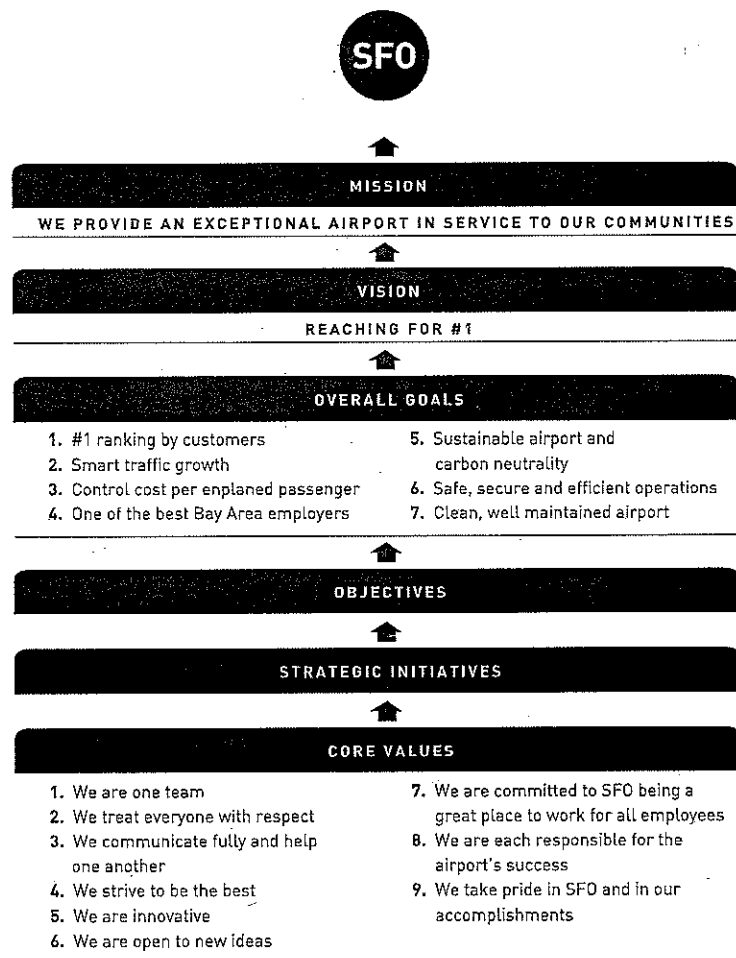 SFO
MISSION
WE PROVIDE AN EXCEPTIONAL AIRPORT IN SERVICE TO OUR COMMUNITIES
VISION
REACHING FOR #1
OVERALL GOALS
1. #1 ranking by customers
2. Smart traffic growth
3. Control cost per enplaned passenger
4. One of the best Bay Area employers
5. Sustainable airport and
carbon neutrality
6. Safe, secure and efficient operations
7. Clean, well maintained airport
OBJECTIVES
STRATEGIC INITIATIVES
CORE VALUES
1. We are one team
2. We treat everyone with respect
3. We communicate fully and help
one another
4. We strive to be the best
5. We are innovative
6. We are open to new ideas
7. We are committed to SFO being a
great place to work for all employees
8. We are each responsible for the
airport's success
9. We take pride in SFO and in our
accomplishments